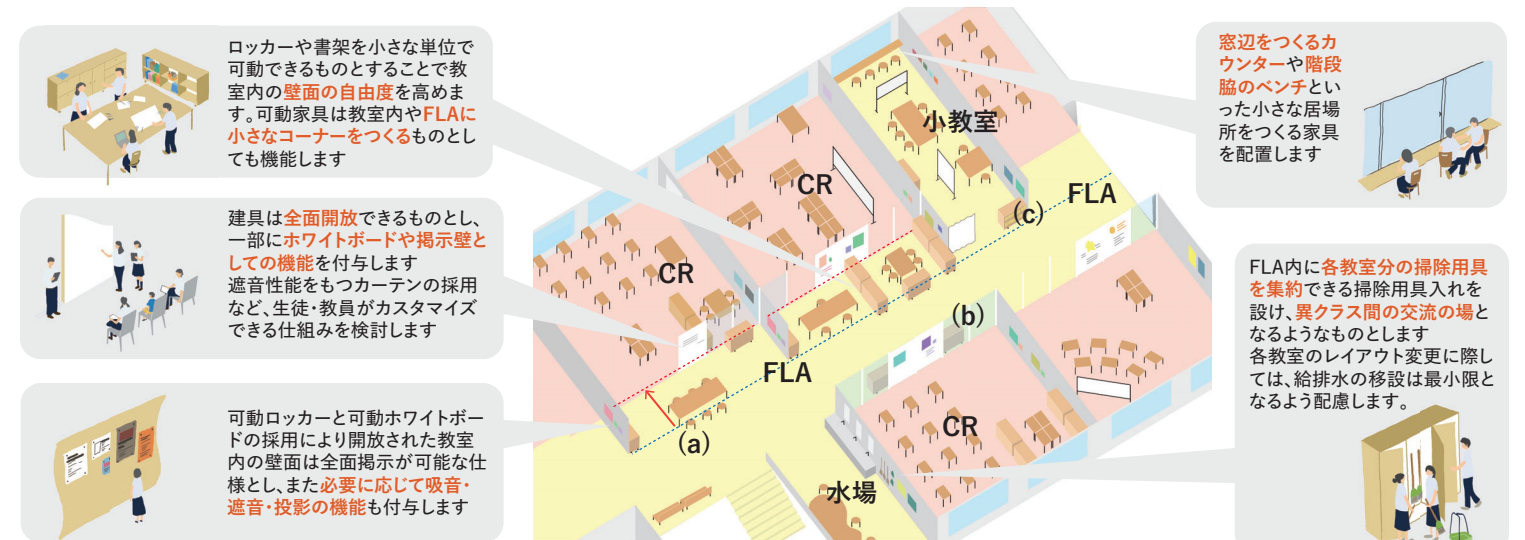 ロッカーや書架を小さな単位で
可動できるものとすることで教
室内の壁面の自由度を高めま
す。可動家具は教室内やFLAに
小さなコーナーをつくるものとし
ても機能します
建具は全面開放できるものとし、
一部にホワイトボードや掲示壁と
しての機能を付与します
遮音性能をもつカーテンの採用
など、生徒・教員がカスタマイズ
できる仕組みを検討します
可動ロッカーと可動ホワイトボー
ドの採用により開放された教室
内の壁面は全面掲示が可能な仕
様とし、また必要に応じて吸音・
遮音・投影の機能も付与します
小教室
CR
FLA
(c)
CR
(b)
FLA
(a)
CR
水場
窓辺をつくるカ
ウンターや階段
脇のベンチとい
った小さな居場
所をつくる家具
を配置します
FLA内に各教室分の掃除用具
を集約できる掃除用具入れを
設け、異クラス間の交流の場と
なるようなものとします
各教室のレイアウト変更に際し
ては、給排水の移設は最小限と
なるよう配慮します。